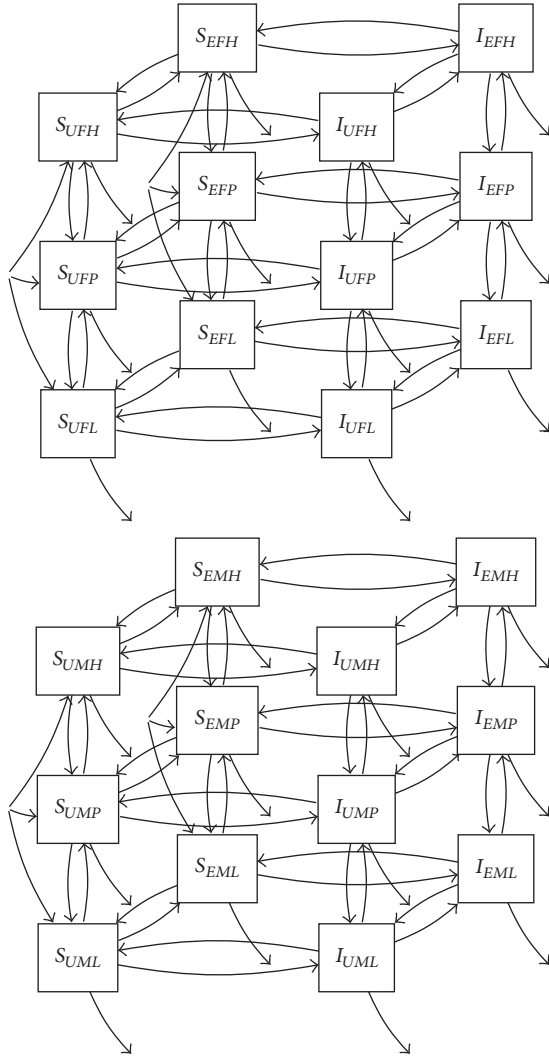 S_EFH I_EFH
S_UFH I_UFH
S_EFP I_EFP
S_UFP I_UFP
S_EFL I_EFL
S_UFL I_UFL
S_EMH I_EMH
S_UMH I_UMH
S_EMP I_EMP
S_UMP I_UMP
S_EML I_EML
S_UML I_UML